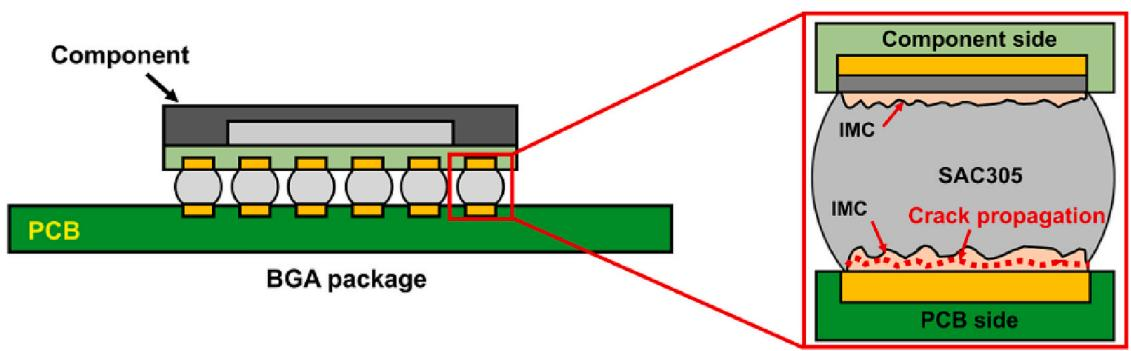 Component
PCB
BGA package
Component side
IMC
SAC305
IMC
Crack propagation
PCB side